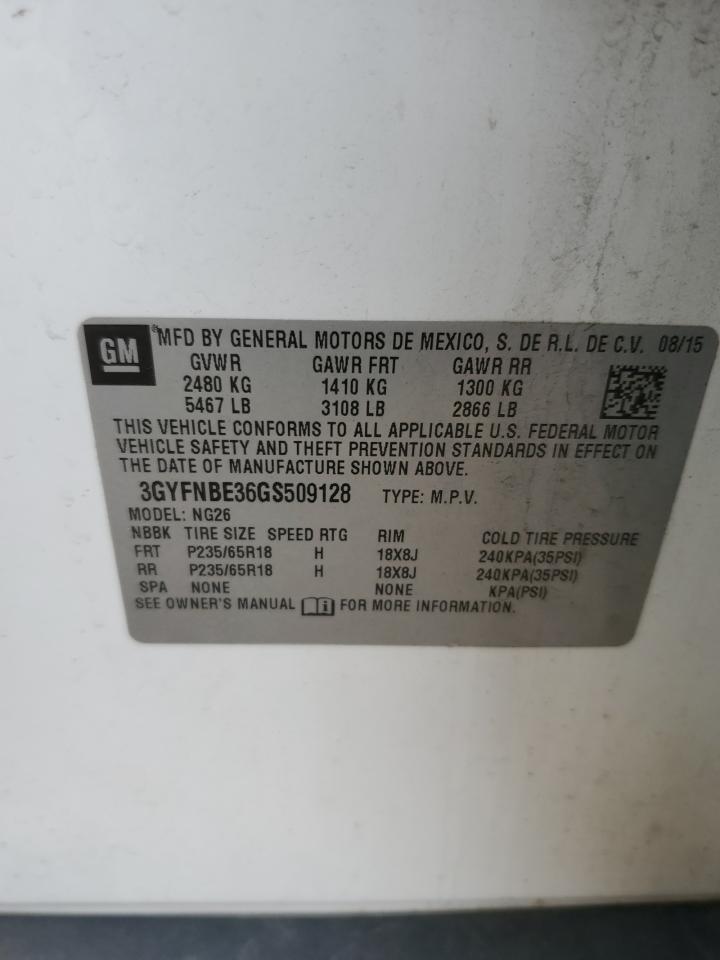 GM
®MFD BY GENERAL MOTORS DE MEXICO, S. DE R.L. DE C.V. 08/15
GVWR GAWR FRT GAWR RR
2480 KG 1410 KG 1300 KG
5467 LB 3108 LB 2866 LB
THIS VEHICLE CONFORMS TO ALL APPLICABLE U.S. FEDERAL MOTOR
VEHICLE SAFETY AND THEFT PREVENTION STANDARDS IN EFFECT ON
THE DATE OF MANUFACTURE SHOWN ABOVE.
3GYFNBE36GS509128 TYPE: M.P.V.
MODEL: NG26
NBBK TIRE SIZE SPEED RTG RIM COLD TIRE PRESSURE
FRT P235/65R18 H 18X8J 240KPA(35PSI)
RR P235/65R18 H 18X8J 240KPA(35PSI)
SPA NONE NONE KPA(PSI)
SEE OWNER'S MANUAL FOR MORE INFORMATION.